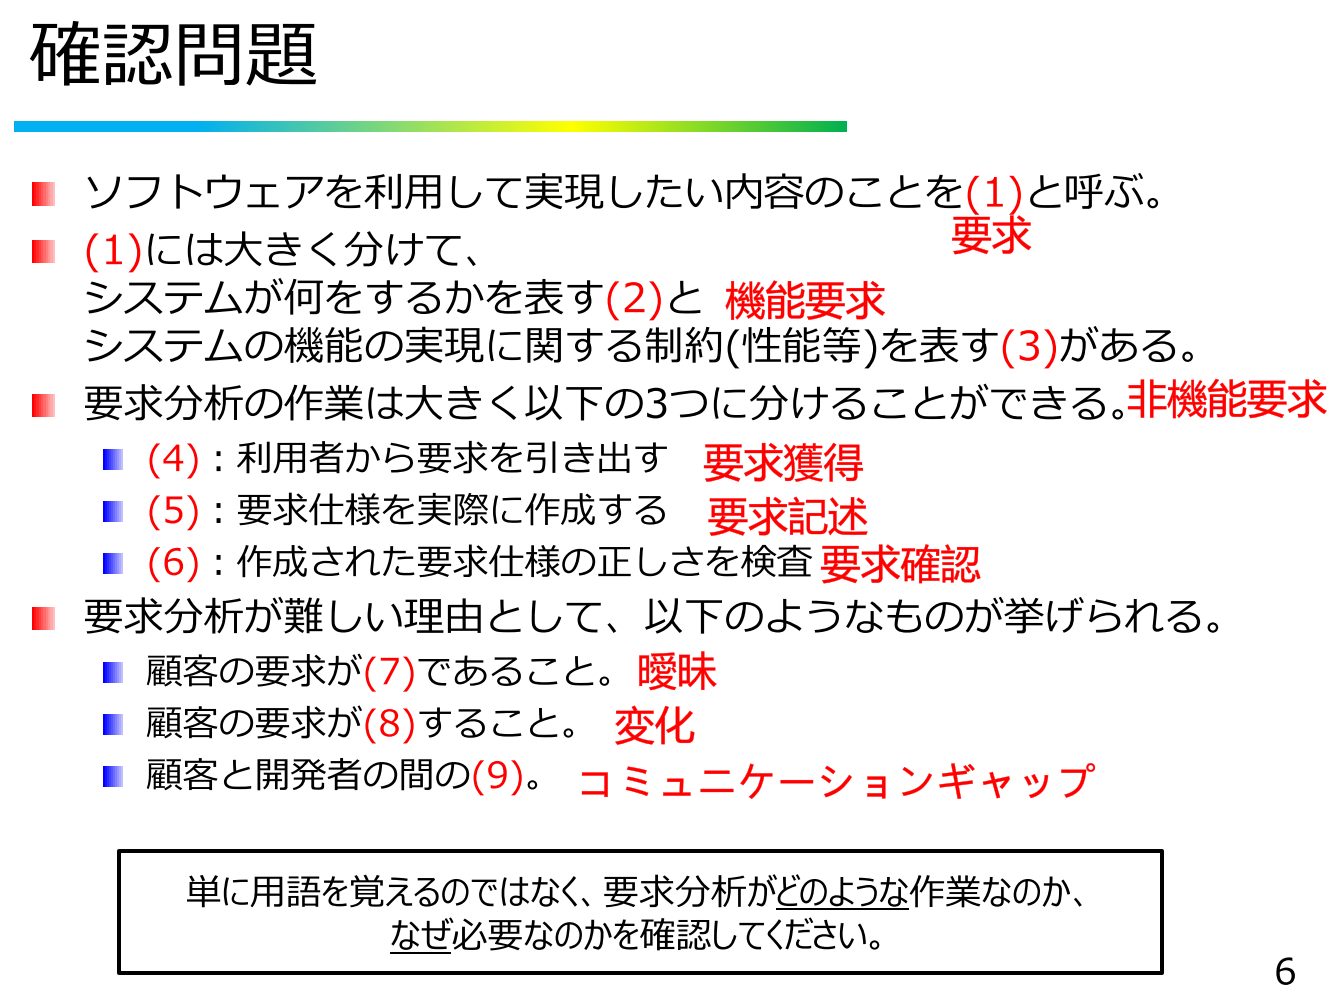 確認問題
ソフトウェアを利用して実現したい内容のことを(1)と呼ぶ。
要求
(1)には大きく分けて、
システムが何をするかを表す(2)と 機能要求
システムの機能の実現に関する制約(性能等)を表す(3)がある。
非機能要求
要求分析の作業は大きく以下の3つに分けることができる。
(4)：利用者から要求を引き出す 要求獲得
(5)：要求仕様を実際に作成する 要求記述
(6)：作成された要求仕様の正しさを検査 要求確認
要求分析が難しい理由として、以下のようなものが挙げられる。
顧客の要求が(7)であること。 曖昧
顧客の要求が(8)すること。 変化
顧客と開発者の間の(9)。 コミュニケーションギャップ
単に用語を覚えるのではなく、要求分析がどのような作業なのか、
なぜ必要なのかを確認してください。
6